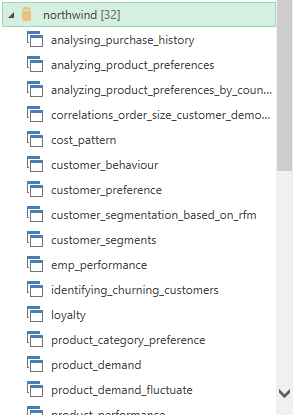 northwind [32]
analysing_purchase_history
analyzing_product_preferences
analyzing_product_preferences_by_coun...
correlations_order_size_customer_demo...
cost_pattern
customer_behaviour
customer_preference
customer_segmentation_based_on_rfm
customer_segments
emp_performance
identifying_churning_customers
loyalty
product_category_preference
product_demand
product_demand_fluctuate
product_performance